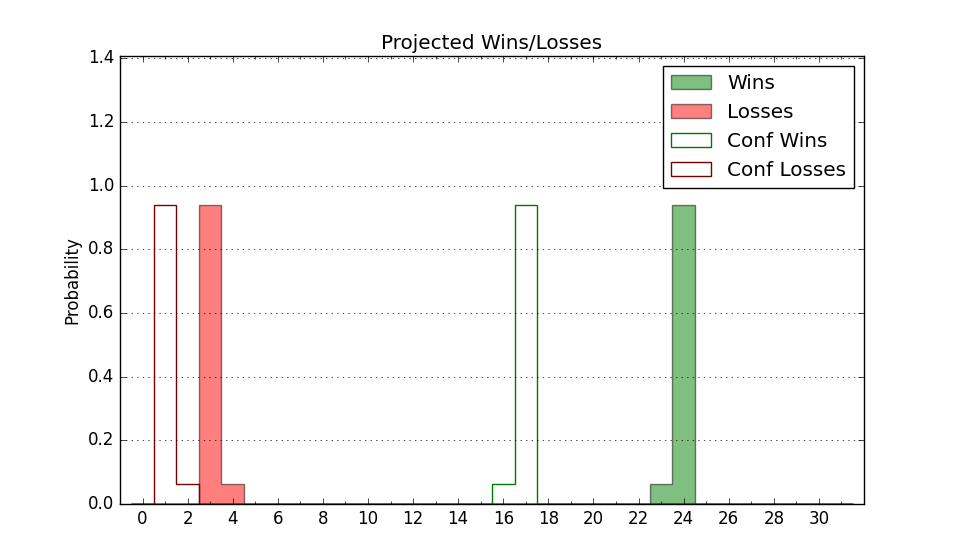 Projected Wins/Losses
1.4
1.2
1.0
0.8
0.6
0.4
0.2
0.0
Probability
Wins
Losses
Conf Wins
Conf Losses
0 2 4 6 8 10 12 14 16 18 20 22 24 26 28 30